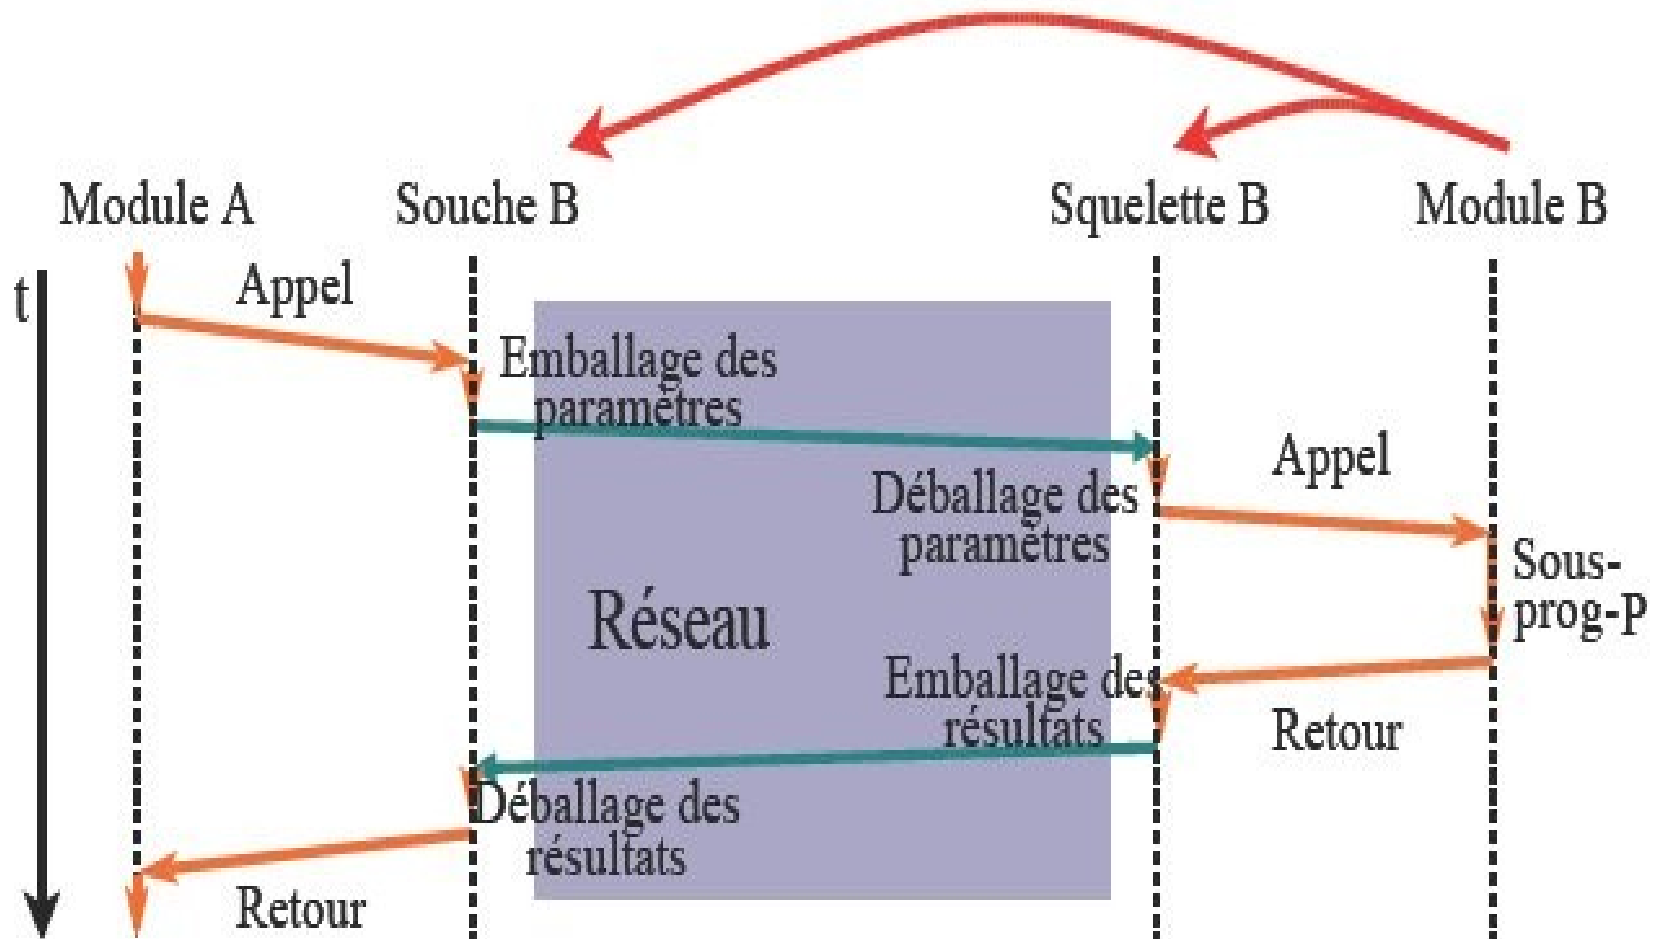 Module A
Souche B
Squelette B
Module B
t
Appel
Emballage des
paramètres
Appel
Déballage des
paramètres
Sous-
prog-P
Réseau
Emballage des
résultats
Retour
Déballage des
résultats
Retour